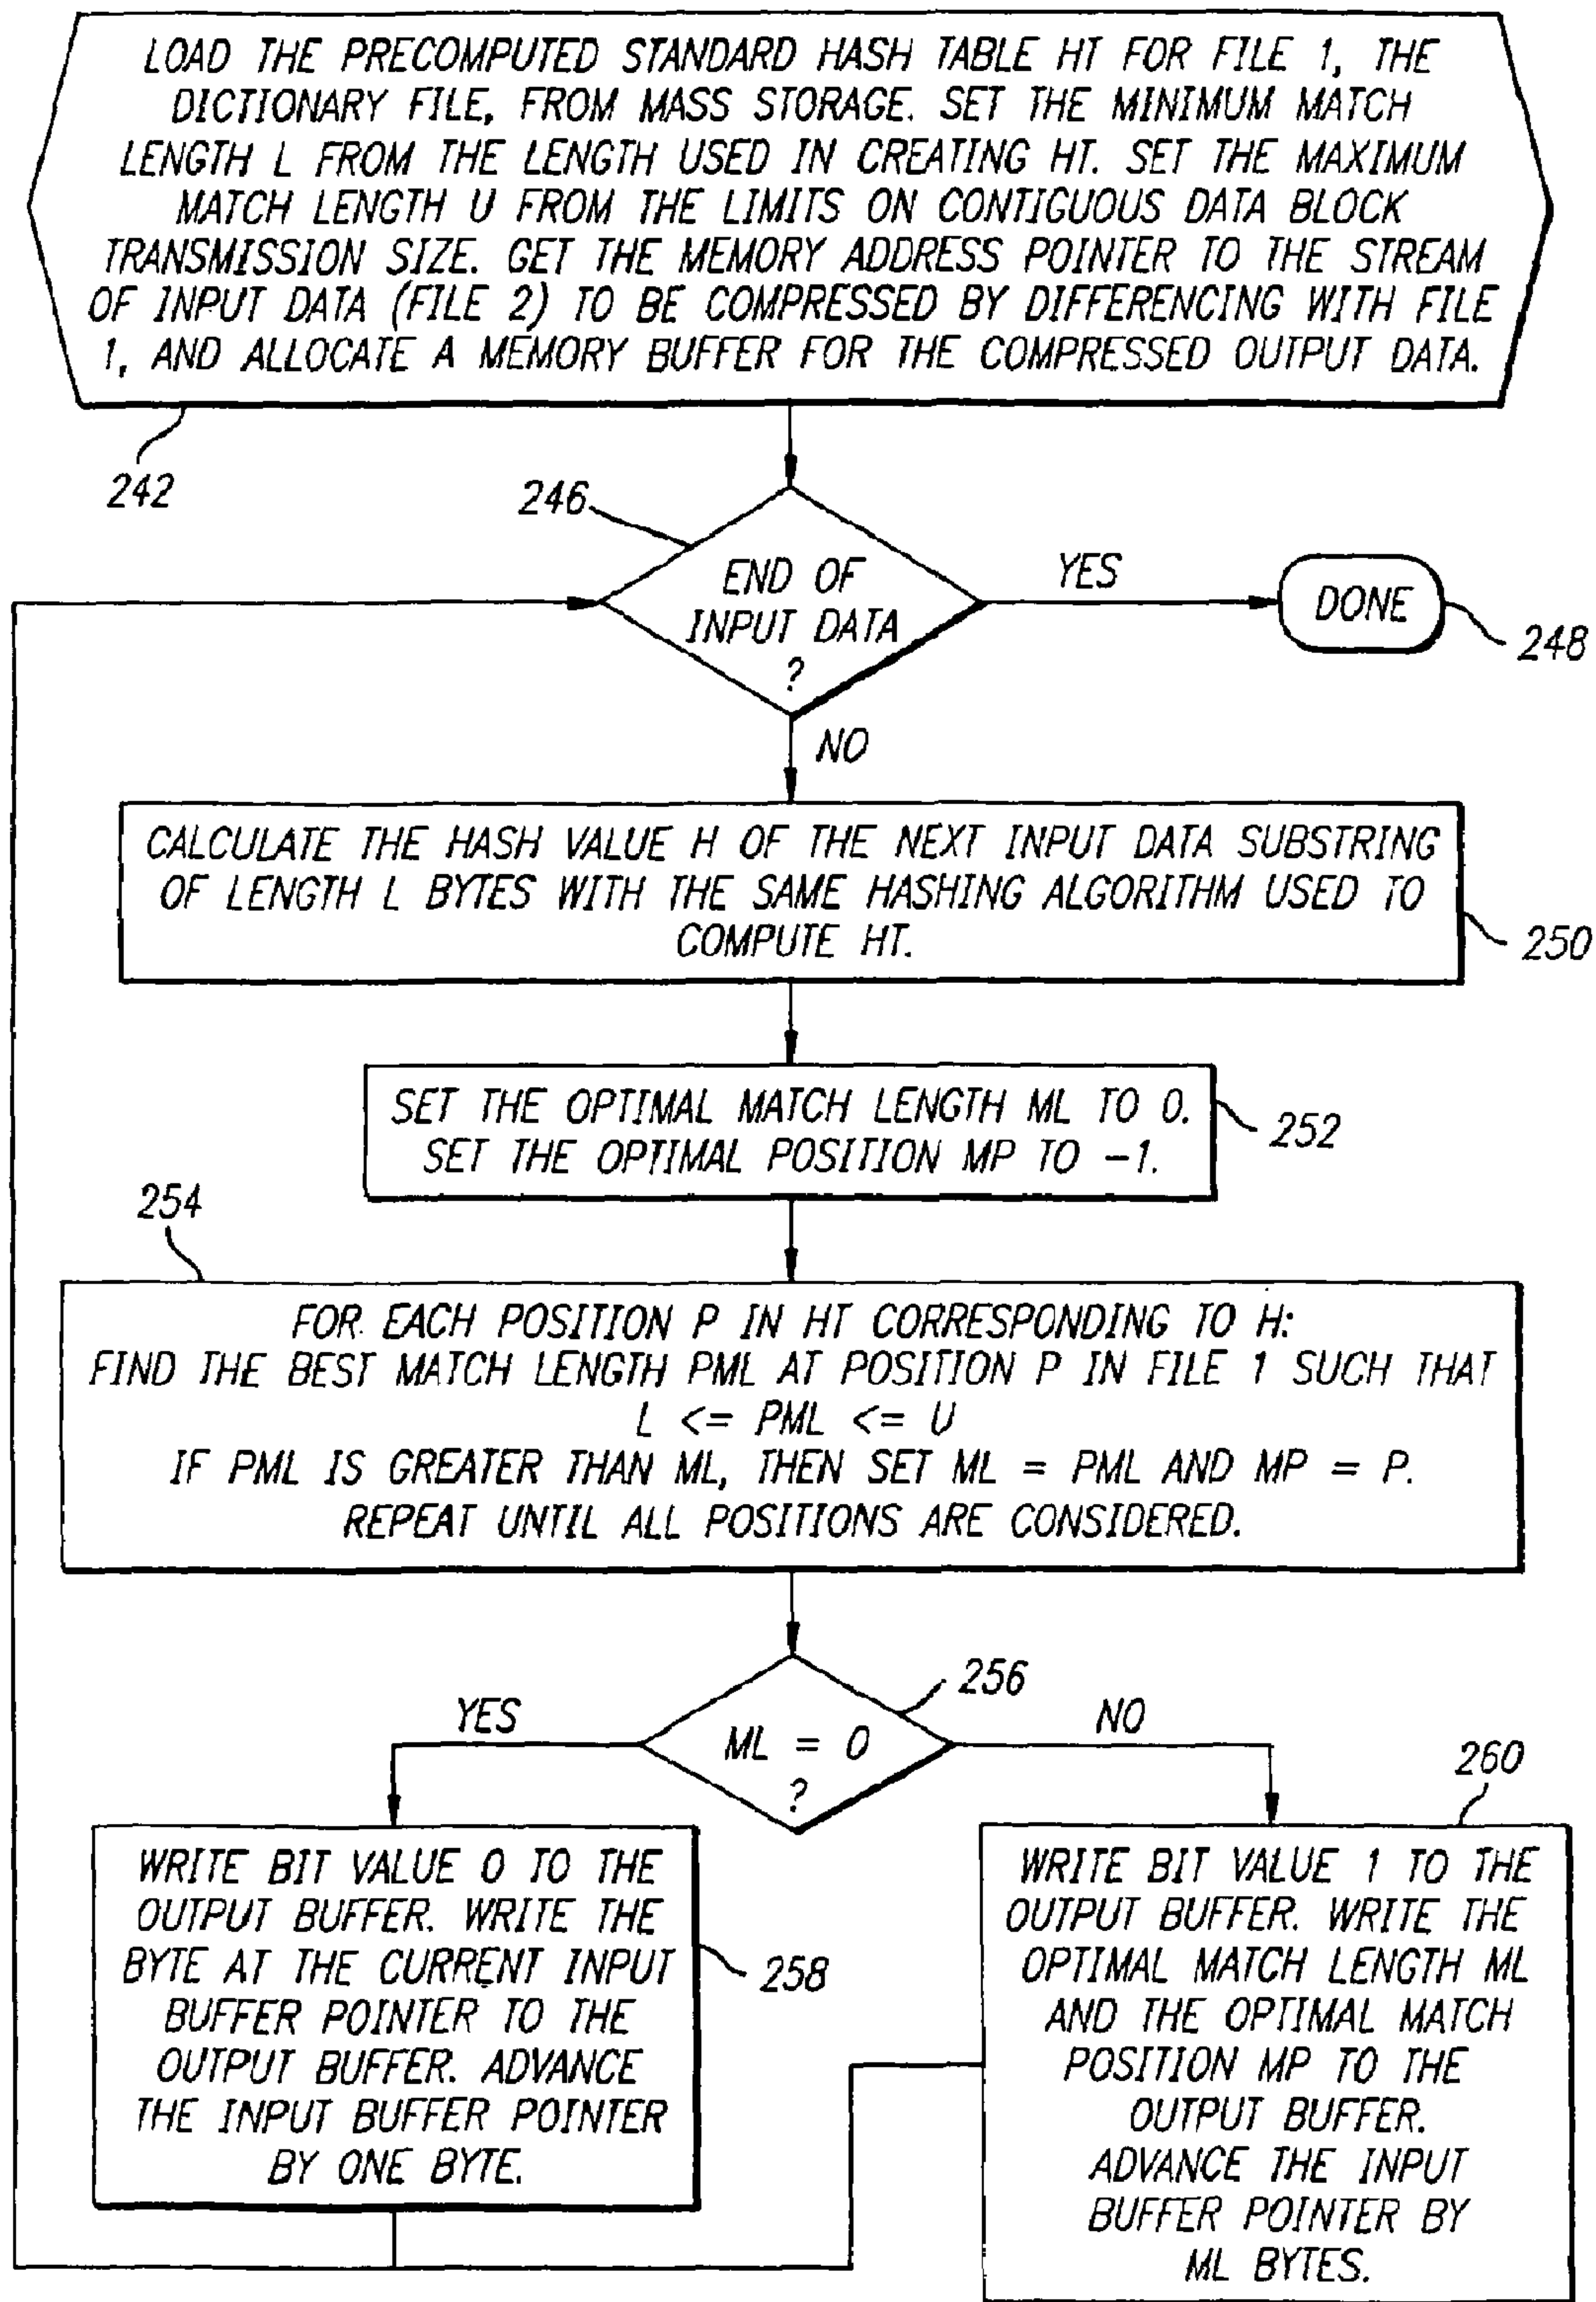 LOAD THE PRECOMPUTED STANDARD HASH TABLE HT FOR FILE 1, THE
DICTIONARY FILE, FROM MASS STORAGE. SET THE MINIMUM MATCH
LENGTH L FROM THE LENGTH USED IN CREATING HT. SET THE MAXIMUM
MATCH LENGTH U FROM THE LIMITS ON CONTIGUOUS DATA BLOCK
TRANSMISSION SIZE. GET THE MEMORY ADDRESS POINTER TO THE STREAM
OF INPUT DATA (FILE 2) TO BE COMPRESSED BY DIFFERENCING WITH FILE
1, AND ALLOCATE A MEMORY BUFFER FOR THE COMPRESSED OUTPUT DATA.
242
246
END OF
INPUT DATA
?
YES
DONE
248
NO
CALCULATE THE HASH VALUE H OF THE NEXT INPUT DATA SUBSTRING
OF LENGTH L BYTES WITH THE SAME HASHING ALGORITHM USED TO
COMPUTE HT.
250
SET THE OPTIMAL MATCH LENGTH ML TO 0.
SET THE OPTIMAL POSITION MP TO -1.
252
254
FOR EACH POSITION P IN HT CORRESPONDING TO H:
FIND THE BEST MATCH LENGTH PML AT POSITION P IN FILE 1 SUCH THAT
L <= PML <= U
IF PML IS GREATER THAN ML, THEN SET ML = PML AND MP = P.
REPEAT UNTIL ALL POSITIONS ARE CONSIDERED.
256
YES
ML = 0
?
NO
260
WRITE BIT VALUE 0 TO THE
OUTPUT BUFFER. WRITE THE
BYTE AT THE CURRENT INPUT
BUFFER POINTER TO THE
OUTPUT BUFFER. ADVANCE
THE INPUT BUFFER POINTER
BY ONE BYTE.
258
WRITE BIT VALUE 1 TO THE
OUTPUT BUFFER. WRITE THE
OPTIMAL MATCH LENGTH ML
AND THE OPTIMAL MATCH
POSITION MP TO THE
OUTPUT BUFFER.
ADVANCE THE INPUT
BUFFER POINTER BY
ML BYTES.